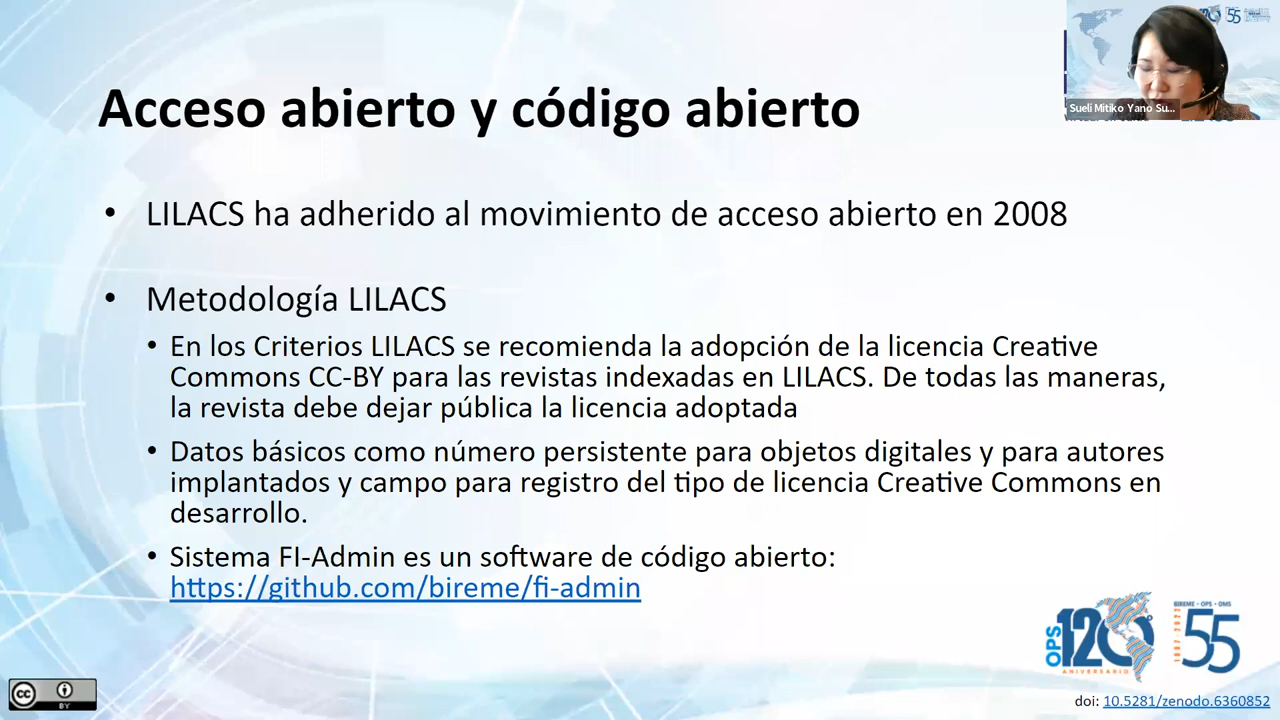 55
Sueli Mitiko Yano Su...
Acceso abierto y código abierto
• LILACS ha adherido al movimiento de acceso abierto en 2008
• Metodología LILACS
• En los Criterios LILACS se recomienda la adopción de la licencia Creative
Commons CC-BY para las revistas indexadas en LILACS. De todas las maneras,
la revista debe dejar pública la licencia adoptada
• Datos básicos como número persistente para objetos digitales y para autores
implantados y campo para registro del tipo de licencia Creative Commons en
desarrollo.
• Sistema FI-Admin es un software de código abierto:
https://github.com/bireme/fi-admin
OPS 120º
ANIVERSARIO
BIREME • OPS • OMS
1967 2022
55
cc BY
doi: 10.5281/zenodo.6360852